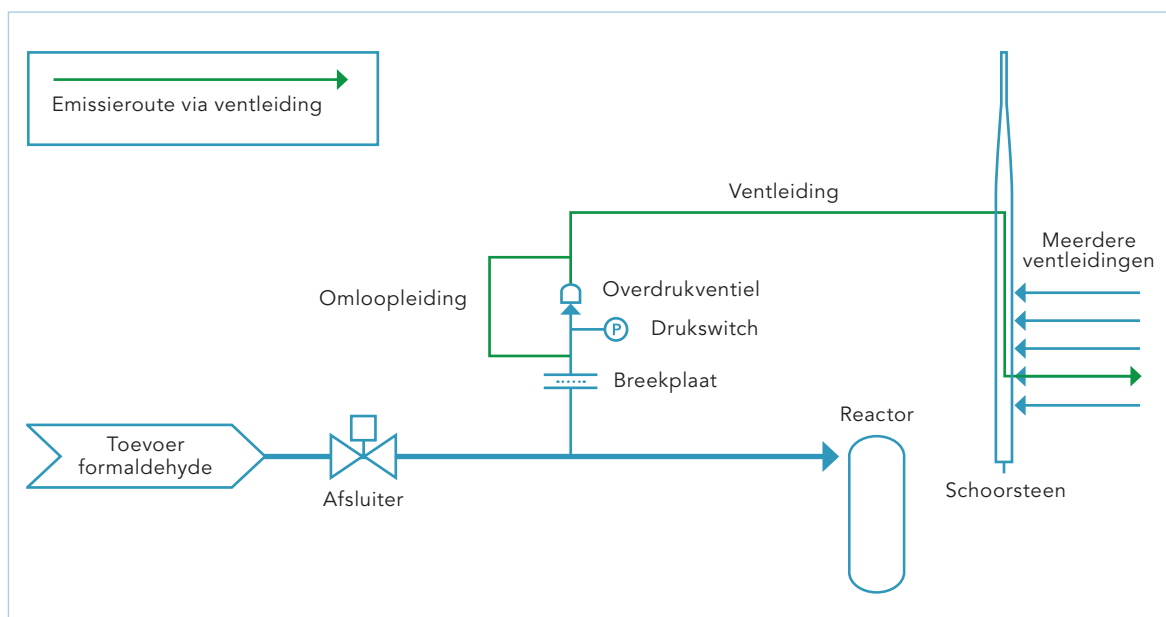 Emissieroute via ventleiding
Ventleiding
Meerdere
ventleidingen
Omloopleiding
Overdrukventiel
P
Drukswitch
Breekplaat
Reactor
Toevoer
formaldehyde
Afsluiter
Schoorsteen